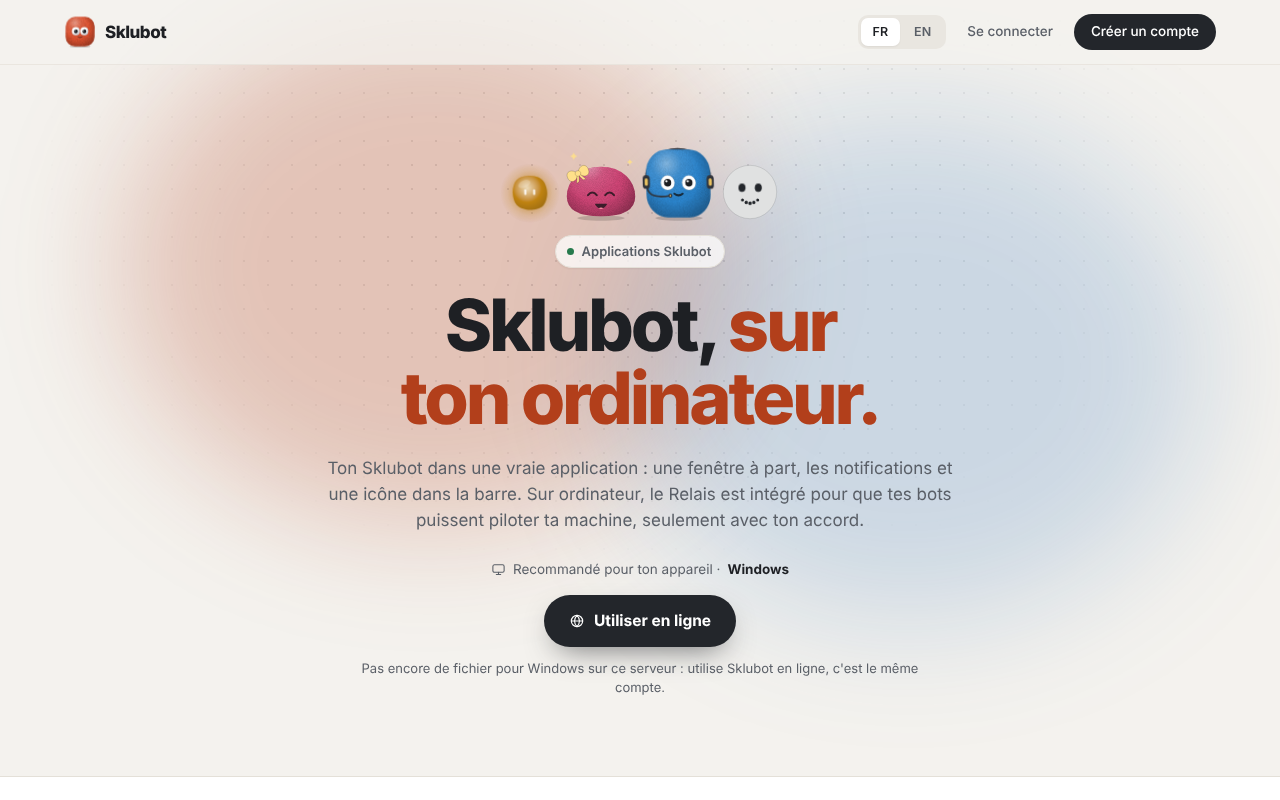 Sklubot
FR
EN
Se connecter
Créer un compte
Applications Sklubot
Sklubot, sur
ton ordinateur.
Ton Sklubot dans une vraie application : une fenêtre à part, les notifications et
une icône dans la barre. Sur ordinateur, le Relais est intégré pour que tes bots
puissent piloter ta machine, seulement avec ton accord.
Recommandé pour ton appareil · Windows
Utiliser en ligne
Pas encore de fichier pour Windows sur ce serveur : utilise Sklubot en ligne, c'est le même
compte.